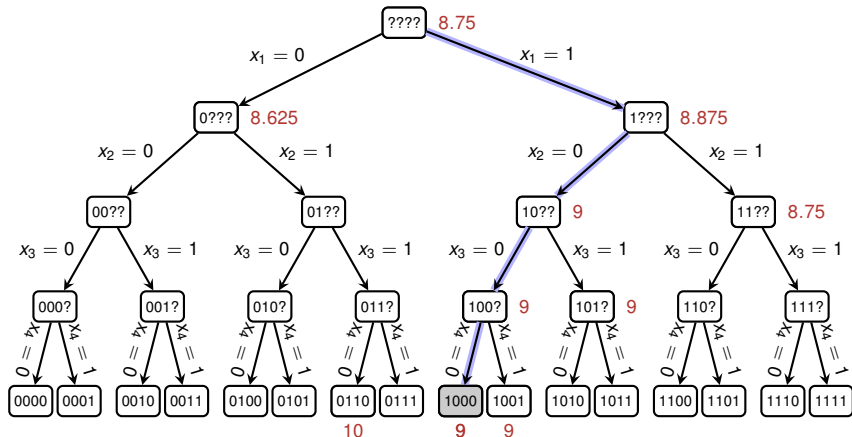 ???? 8.75
x₁ = 0 x₁ = 1
0??? 8.625 1??? 8.875
x₂ = 0 x₂ = 1 x₂ = 0 x₂ = 1
00?? 01?? 10?? 9 11?? 8.75
x₃ = 0 x₃ = 1 x₃ = 0 x₃ = 1 x₃ = 0 x₃ = 1 x₃ = 0 x₃ = 1
000? 001? 010? 011? 100? 9 101? 9 110? 111?
x₄ = 0 x₄ = 1 x₄ = 0 x₄ = 1 x₄ = 0 x₄ = 1 x₄ = 0 x₄ = 1 x₄ = 0 x₄ = 1 x₄ = 0 x₄ = 1 x₄ = 0 x₄ = 1 x₄ = 0 x₄ = 1
0000 0001 0010 0011 0100 0101 0110 0111 1000 1001 1010 1011 1100 1101 1110 1111
10 9 9